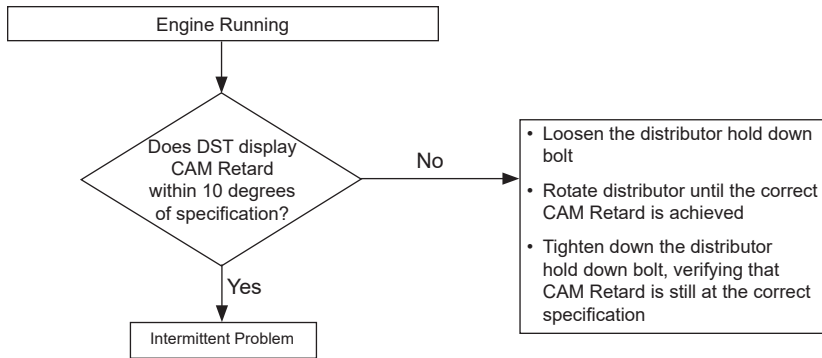 Engine Running
Does DST display
CAM Retard
within 10 degrees
of specification?
No
• Loosen the distributor hold down
bolt
• Rotate distributor until the correct
CAM Retard is achieved
• Tighten down the distributor
hold down bolt, verifying that
CAM Retard is still at the correct
specification
Yes
Intermittent Problem